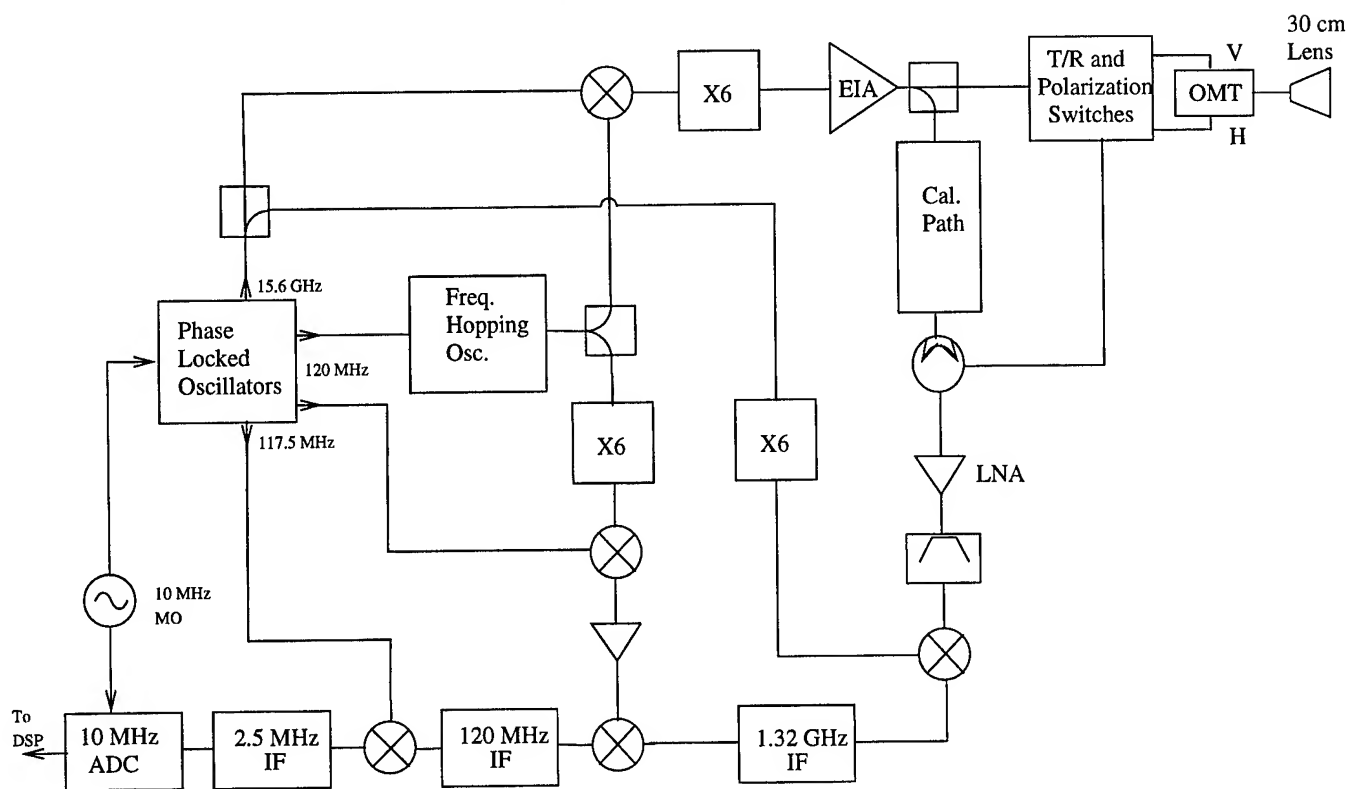 30 cm
Lens
X6
EIA
T/R and
Polarization
Switches
V
OMT
H
Cal.
Path
15.6 GHz
Phase
Locked
Oscillators
120 MHz
117.5 MHz
Freq.
Hopping
Osc.
X6
X6
LNA
10 MHz
MO
To
DSP
10 MHz
ADC
2.5 MHz
IF
120 MHz
IF
1.32 GHz
IF